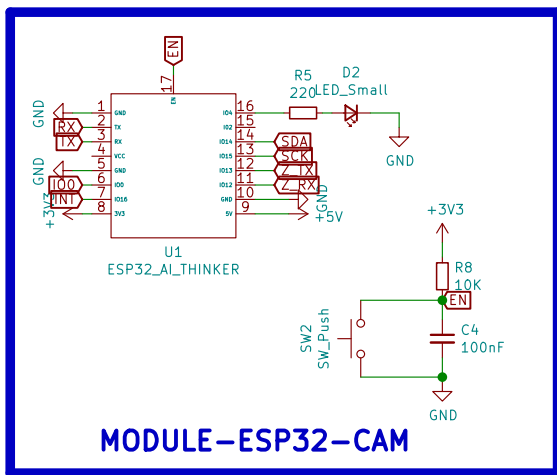 EN
17
R5
220
D2
LED_Small
GND
1 GND IO4 16
RX 2 TX IO2 15
TX 3 RX IO14 14 SDA
4 VCC IO15 13 SCK
GND 5 GND IO13 12 Z_TX
IO0 6 IO0 IO12 11 Z_RX
INT 7 IO16 GND 10 GND
+3V3 8 3V3 5V 9 +5V
EN
GND
U1
ESP32_AI_THINKER
+3V3
R8
10K
EN
SW2
SW_Push
C4
100nF
GND
MODULE-ESP32-CAM